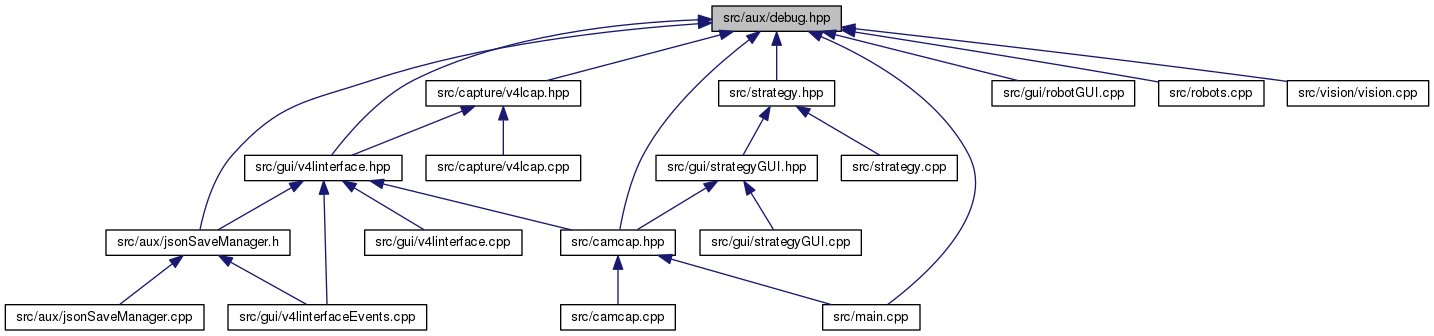 src/aux/debug.hpp
src/capture/v4lcap.hpp
src/strategy.hpp
src/gui/robotGUI.cpp
src/robots.cpp
src/vision/vision.cpp
src/gui/v4linterface.hpp
src/capture/v4lcap.cpp
src/gui/strategyGUI.hpp
src/strategy.cpp
src/aux/jsonSaveManager.h
src/gui/v4linterface.cpp
src/camcap.hpp
src/gui/strategyGUI.cpp
src/aux/jsonSaveManager.cpp
src/gui/v4linterfaceEvents.cpp
src/camcap.cpp
src/main.cpp